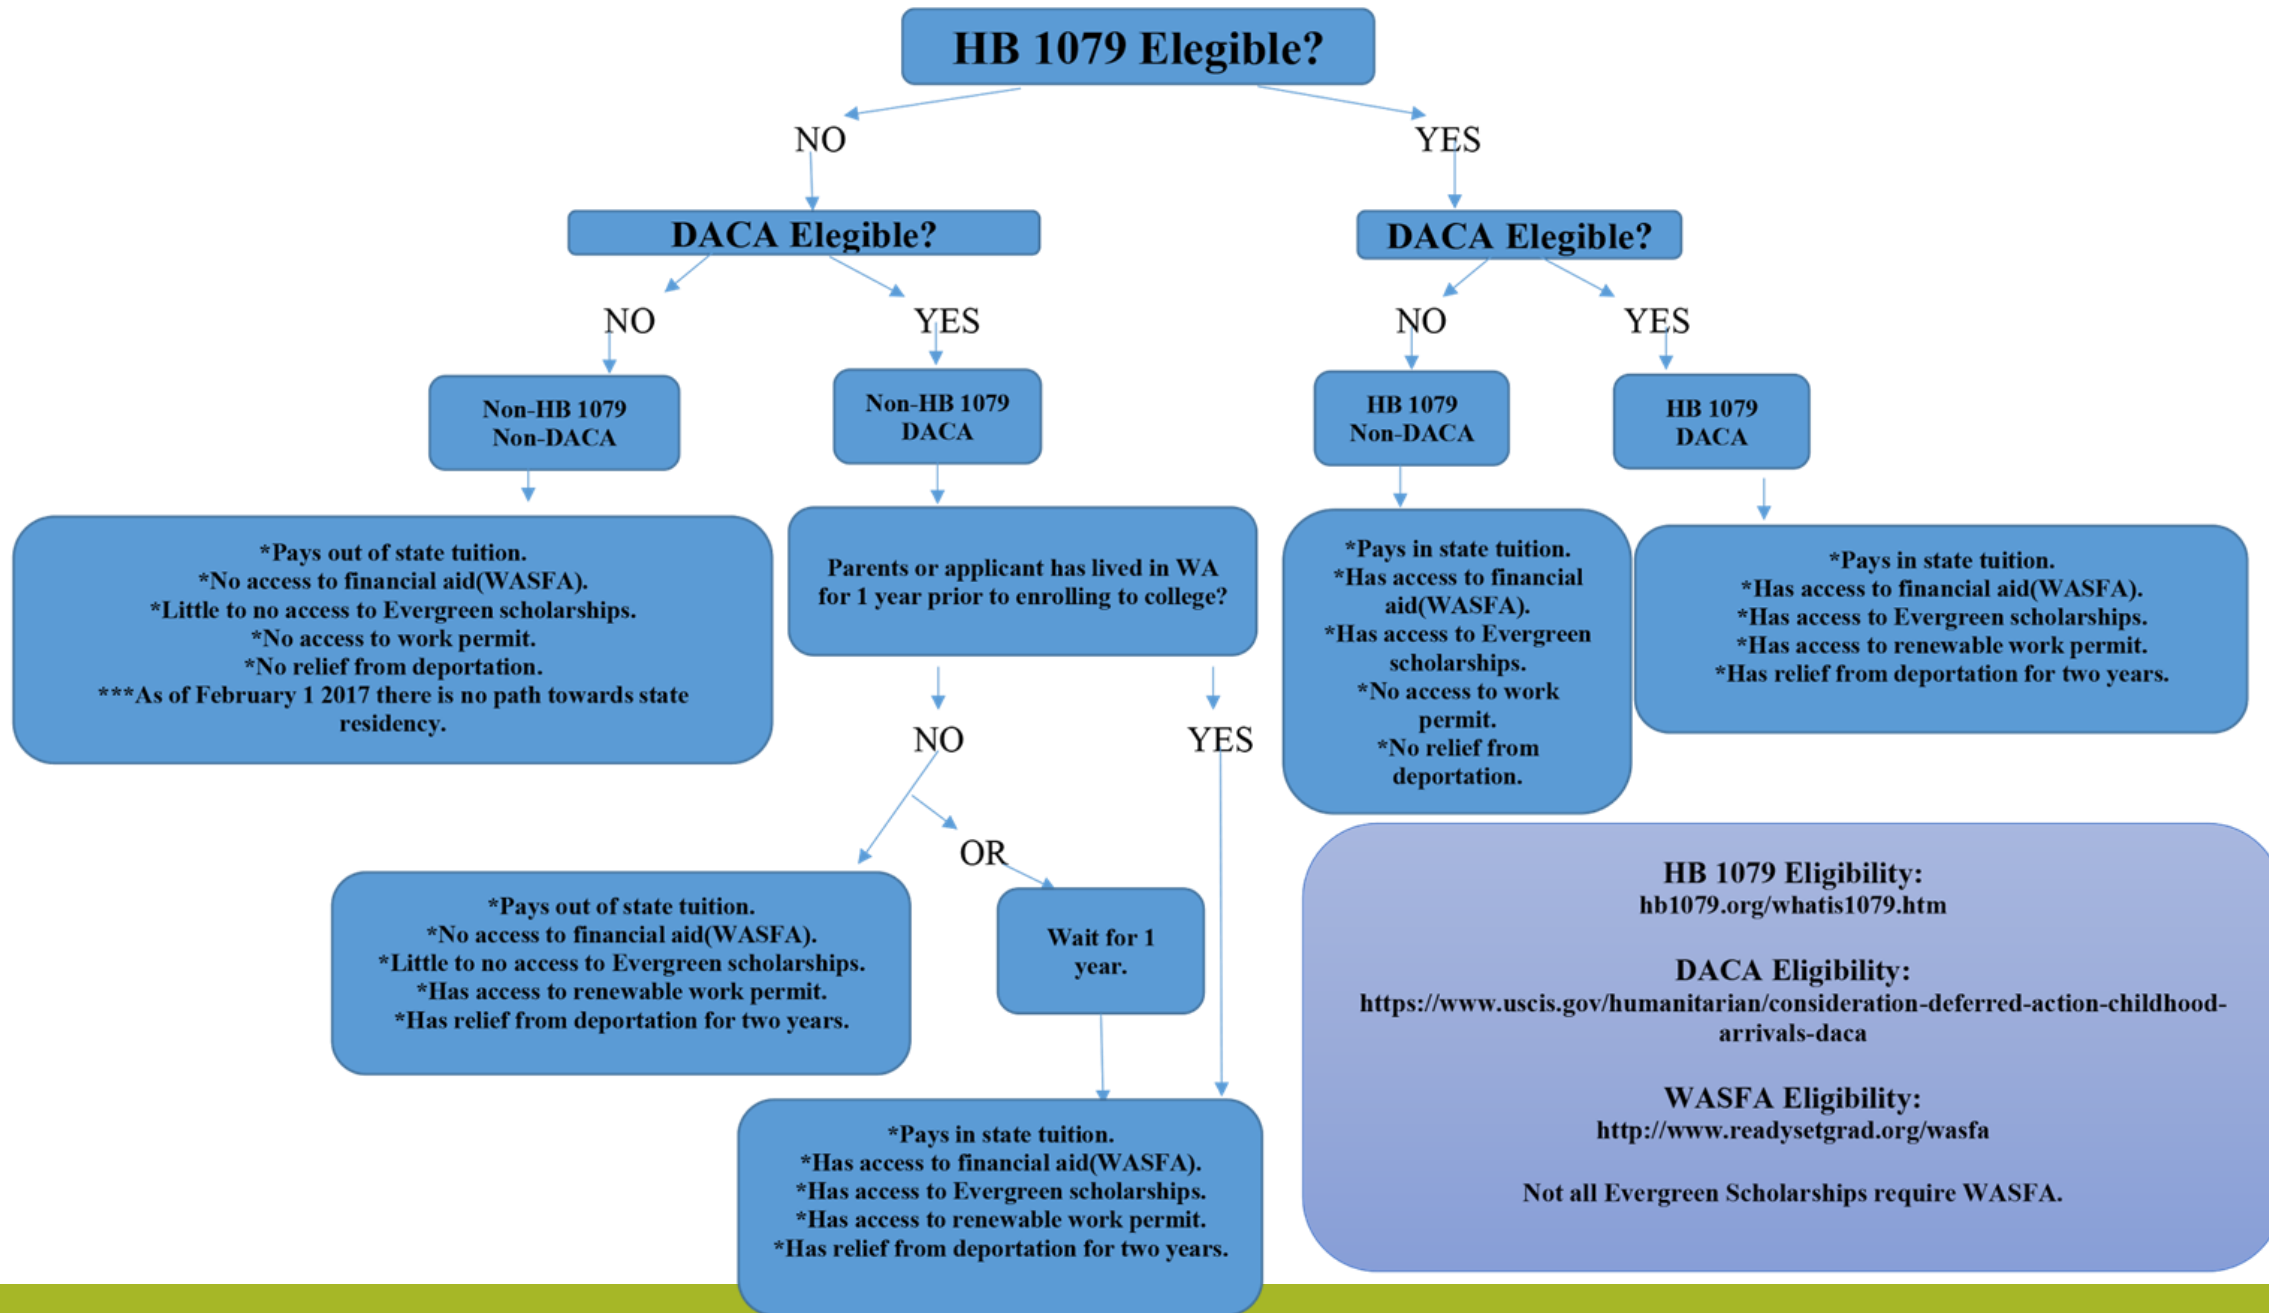 HB 1079 Elegible?
NO
YES
DACA Elegible?
DACA Elegible?
NO
YES
NO
YES
Non-HB 1079
Non-DACA
Non-HB 1079
DACA
HB 1079
Non-DACA
HB 1079
DACA
*Pays out of state tuition.
*No access to financial aid(WASFA).
*Little to no access to Evergreen scholarships.
*No access to work permit.
*No relief from deportation.
***As of February 1 2017 there is no path towards state
residency.
Parents or applicant has lived in WA
for 1 year prior to enrolling to college?
*Pays in state tuition.
*Has access to financial
aid(WASFA).
*Has access to Evergreen
scholarships.
*No access to work
permit.
*No relief from
deportation.
*Pays in state tuition.
*Has access to financial aid(WASFA).
*Has access to Evergreen scholarships.
*Has access to renewable work permit.
*Has relief from deportation for two years.
NO
YES
OR
*Pays out of state tuition.
*No access to financial aid(WASFA).
*Little to no access to Evergreen scholarships.
*Has access to renewable work permit.
*Has relief from deportation for two years.
Wait for 1
year.
*Pays in state tuition.
*Has access to financial aid(WASFA).
*Has access to Evergreen scholarships.
*Has access to renewable work permit.
*Has relief from deportation for two years.
HB 1079 Eligibility:
hb1079.org/whatis1079.htm
DACA Eligibility:
https://www.uscis.gov/humanitarian/consideration-deferred-action-childhood-
arrivals-daca
WASFA Eligibility:
http://www.readysetgrad.org/wasfa
Not all Evergreen Scholarships require WASFA.